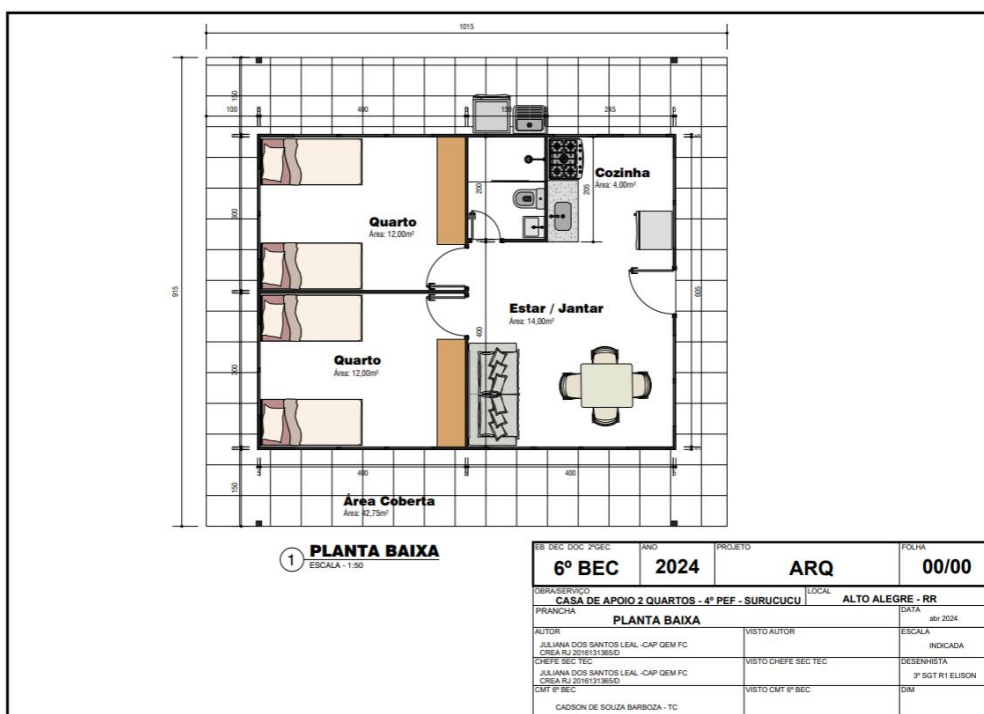 1015
915
150
100
400
150
245
5
Quarto
Área: 12,00m²
300
200
205
Cozinha
Área: 4,00m²
605
Estar / Jantar
Área: 14,00m²
400
Quarto
Área: 12,00m²
300
5
400
400
5
150
Área Coberta
Área: 42,75m²
1 PLANTA BAIXA
ESCALA - 1:50
EB DEC DOC 2ºGEC
6º BEC
ANO
2024
PROJETO
ARQ
FOLHA
00/00
OBRA/SERVIÇO
CASA DE APOIO 2 QUARTOS - 4º PEF - SURUCUCU
LOCAL
ALTO ALEGRE - RR
PRANCHA
PLANTA BAIXA
DATA
abr 2024
AUTOR
JULIANA DOS SANTOS LEAL -CAP QEM FC
CREA RJ 2016131365/D
VISTO AUTOR
ESCALA
INDICADA
CHEFE SEC TEC
JULIANA DOS SANTOS LEAL -CAP QEM FC
CREA RJ 2016131365/D
VISTO CHEFE SEC TEC
DESENHISTA
3º SGT R1 ELISON
CMT 6º BEC
CADSON DE SOUZA BARBOZA - TC
VISTO CMT 6º BEC
DIM